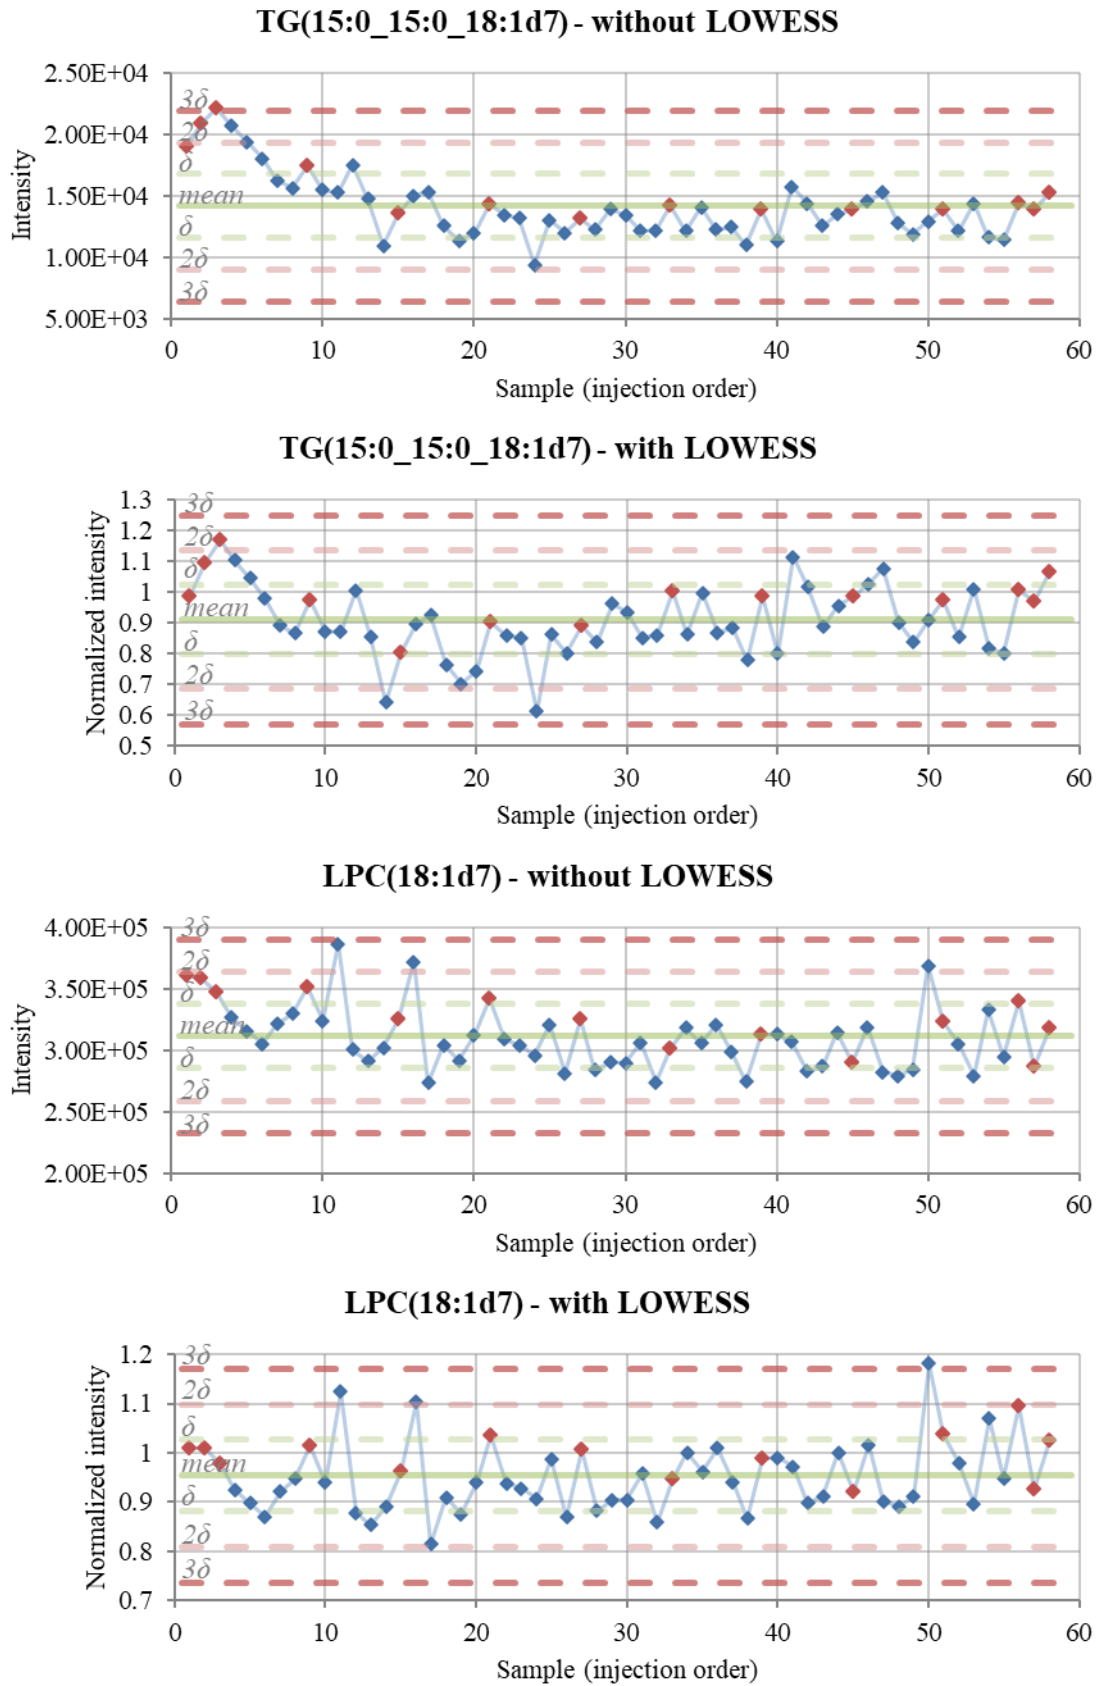 TG(15:0_15:0_18:1d7) - without LOWESS
2.50E+04
2.00E+04
1.50E+04
1.00E+04
5.00E+03
Intensity
3δ
2δ
δ
mean
δ
2δ
3δ
0 10 20 30 40 50 60
Sample (injection order)
TG(15:0_15:0_18:1d7) - with LOWESS
1.3
1.2
1.1
1
0.9
0.8
0.7
0.6
0.5
Normalized intensity
3δ
2δ
δ
mean
δ
2δ
3δ
0 10 20 30 40 50 60
Sample (injection order)
LPC(18:1d7) - without LOWESS
4.00E+05
3.50E+05
3.00E+05
2.50E+05
2.00E+05
Intensity
3δ
2δ
δ
mean
δ
2δ
3δ
0 10 20 30 40 50 60
Sample (injection order)
LPC(18:1d7) - with LOWESS
1.2
1.1
1
0.9
0.8
0.7
Normalized intensity
3δ
2δ
δ
mean
δ
2δ
3δ
0 10 20 30 40 50 60
Sample (injection order)